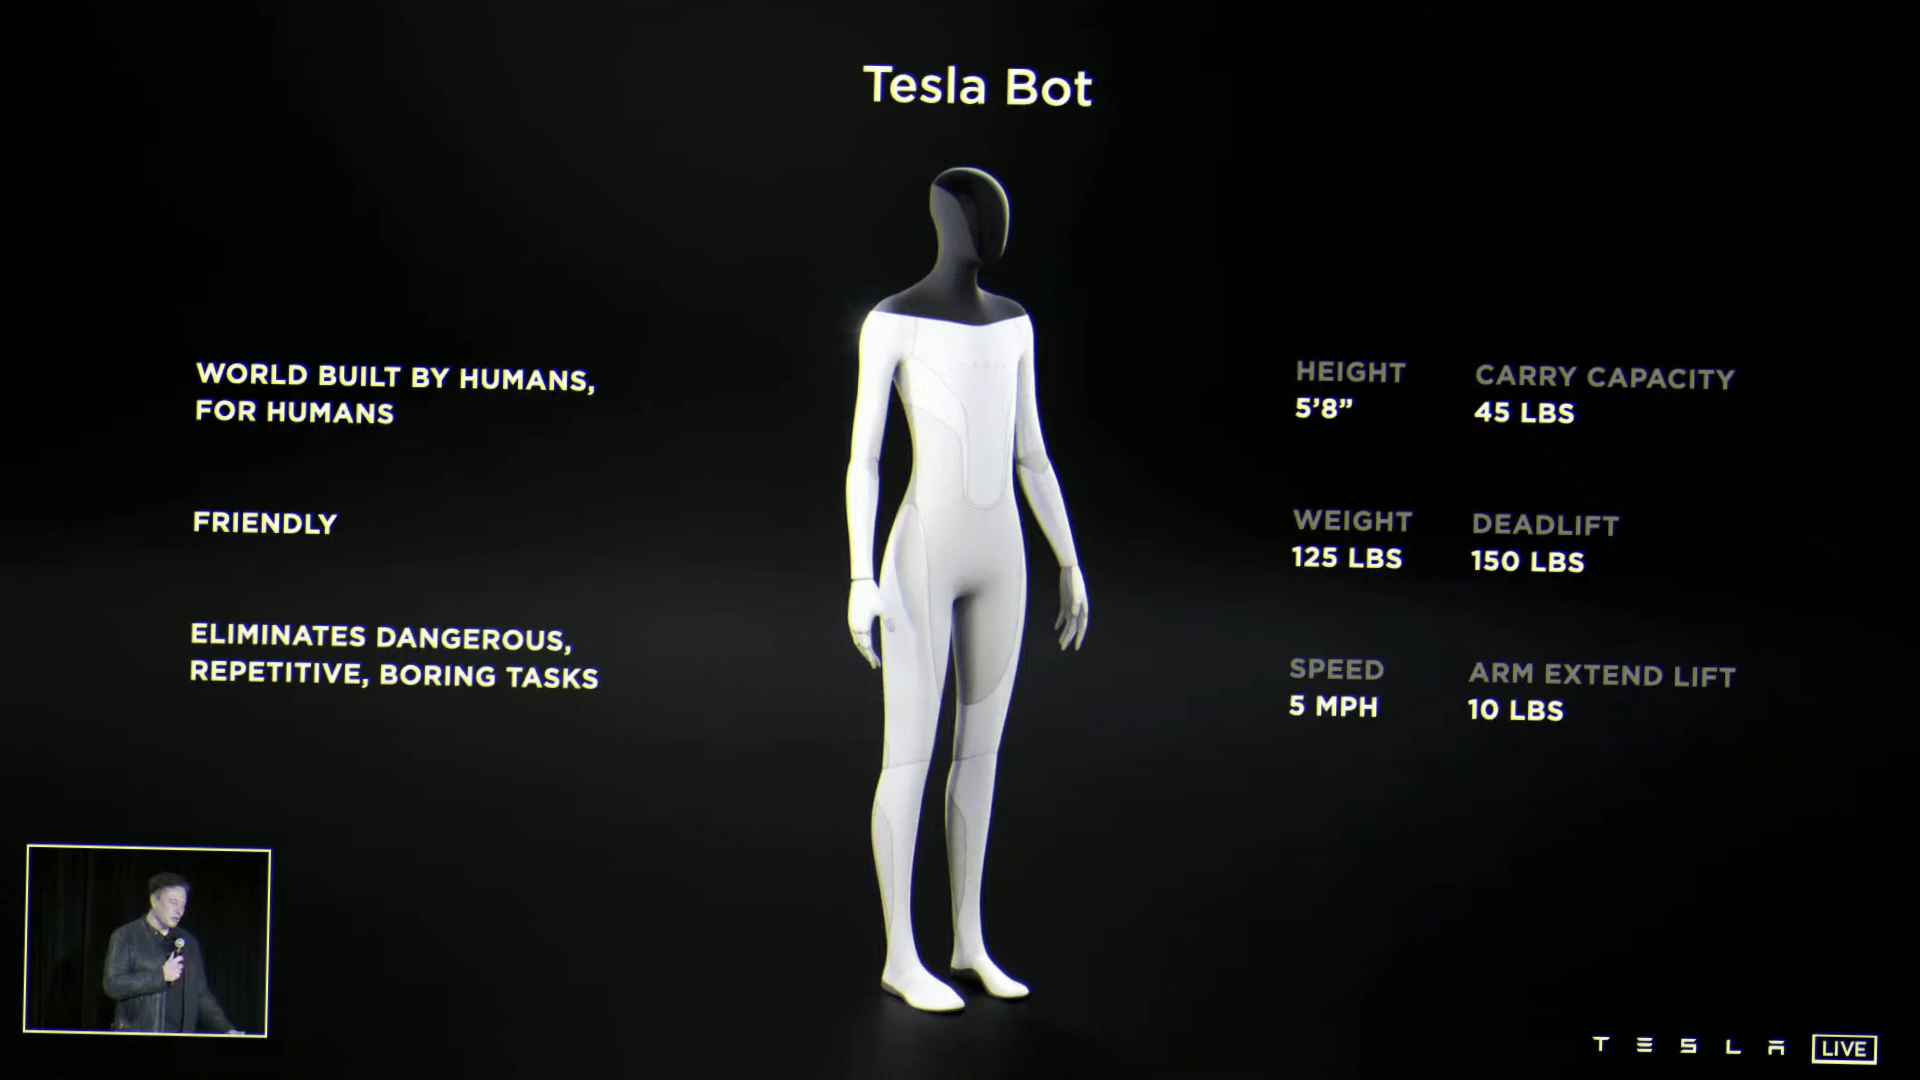 Tesla Bot
WORLD BUILT BY HUMANS,
FOR HUMANS
FRIENDLY
ELIMINATES DANGEROUS,
REPETITIVE, BORING TASKS
HEIGHT
5’8”
CARRY CAPACITY
45 LBS
WEIGHT
125 LBS
DEADLIFT
150 LBS
SPEED
5 MPH
ARM EXTEND LIFT
10 LBS
TESLA LIVE